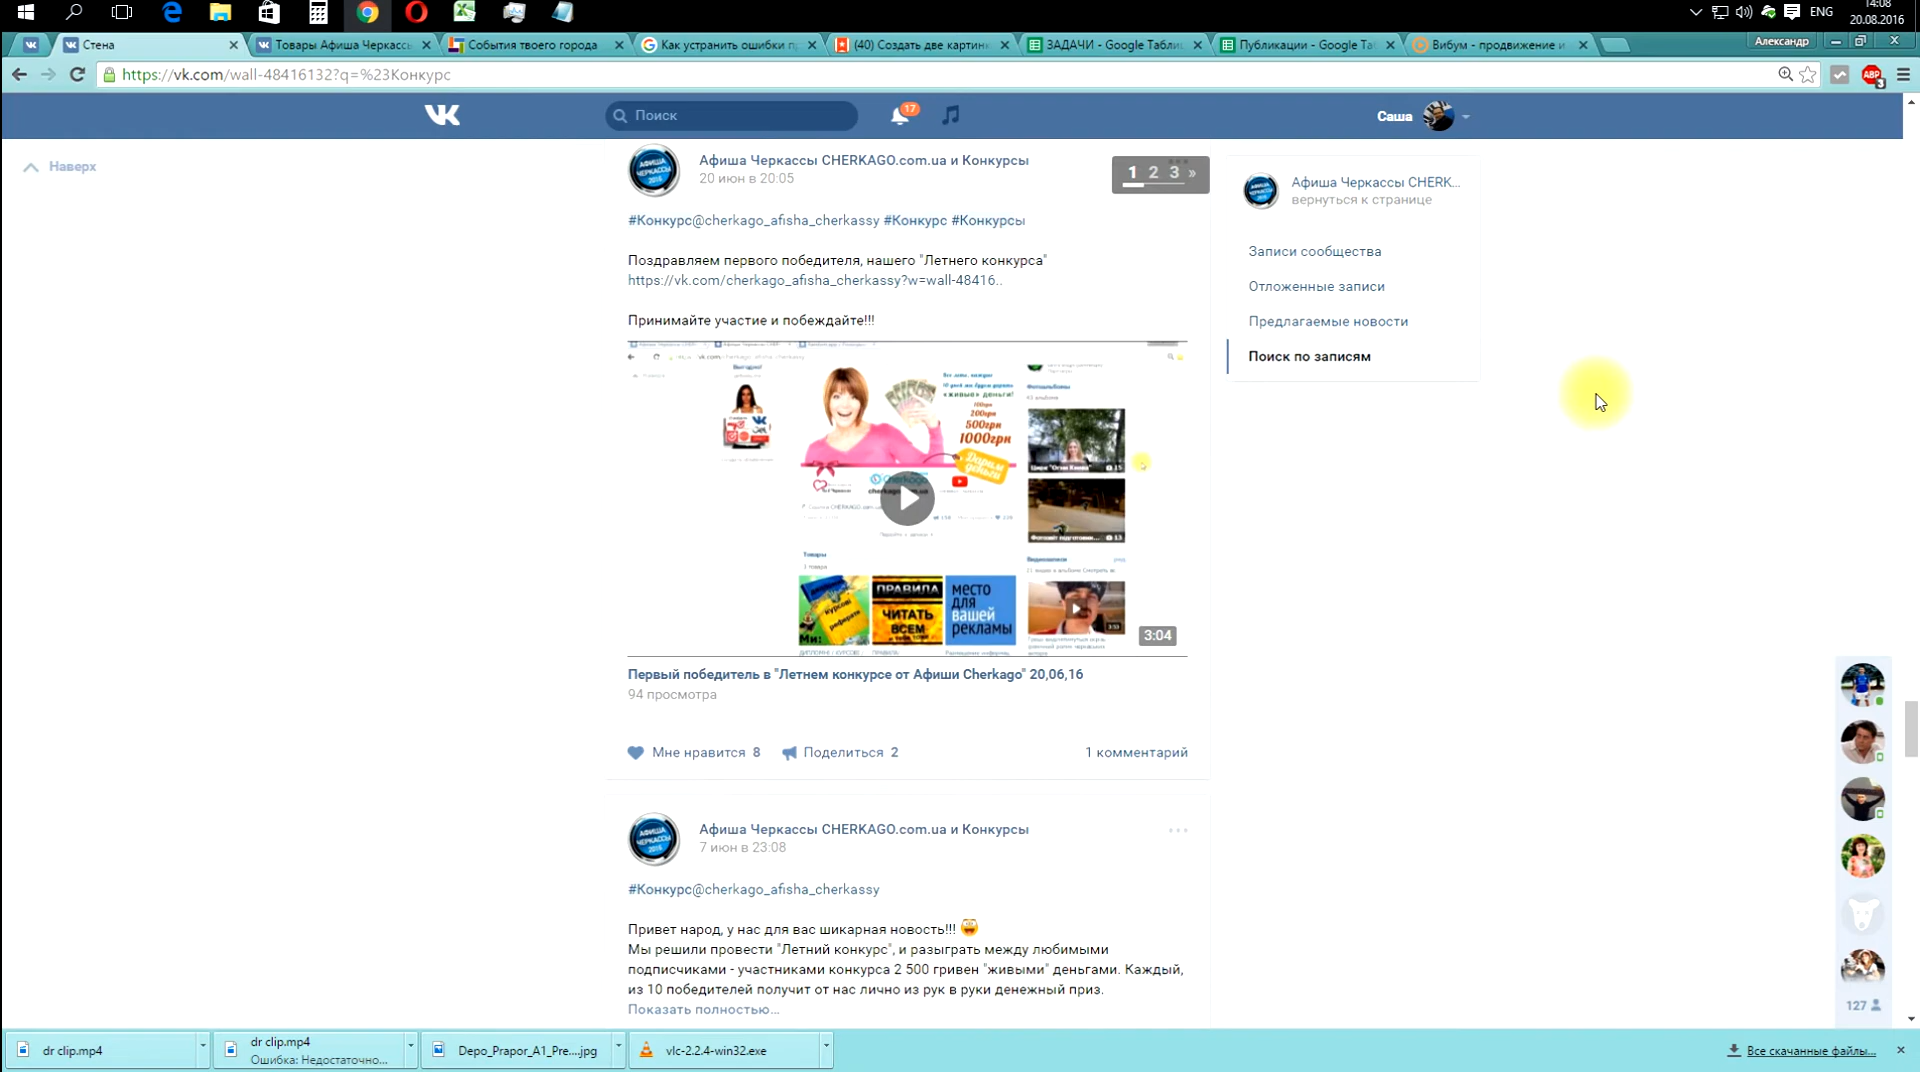 ENG
14:08
20.08.2016
Стена
Товары Афиша Черкассь
События твоего города
Как устранить ошибки п
(40) Создать две картин
ЗАДАЧИ - Google Табли
Публикации - Google Та
Вибум - продвижение и
Александр
https://vk.com/wall-48416132?q=%23Конкурс
Поиск
17
Саша
Наверх
Афиша Черкассы CHERKAGO.com.ua и Конкурсы
20 июн в 20:05
1 2 3 »
#Конкурс@cherkago_afisha_cherkassy #Конкурс #Конкурсы
Поздравляем первого победителя, нашего "Летнего конкурса"
https://vk.com/cherkago_afisha_cherkassy?w=wall-48416..
Принимайте участие и побеждайте!!!
100грн
200грн
500грн
1000грн
Дарим
деньги
Товары
ПРАВИЛА
ЧИТАТЬ
ВСЕМ
место
для
вашей
рекламы
Ми:
3:04
Первый победитель в "Летнем конкурсе от Афиши Cherkago" 20,06,16
94 просмотра
Мне нравится 8
Поделиться 2
1 комментарий
Афиша Черкассы CHERKAGO.com.ua и Конкурсы
7 июн в 23:08
#Конкурс@cherkago_afisha_cherkassy
Привет народ, у нас для вас шикарная новость!!!
Мы решили провести "Летний конкурс", и разыграть между любимыми
подписчиками - участниками конкурса 2 500 гривен "живыми" деньгами. Каждый,
из 10 победителей получит от нас лично из рук в руки денежный приз.
Показать полностью...
Афиша Черкассы CHERK...
вернуться к странице
Записи сообщества
Отложенные записи
Предлагаемые новости
Поиск по записям
127
dr clip.mp4
dr clip.mp4
Ошибка: Недостаточно...
Depo_Prapor_A1_Pre....jpg
vlc-2.2.4-win32.exe
Все скачанные файлы...